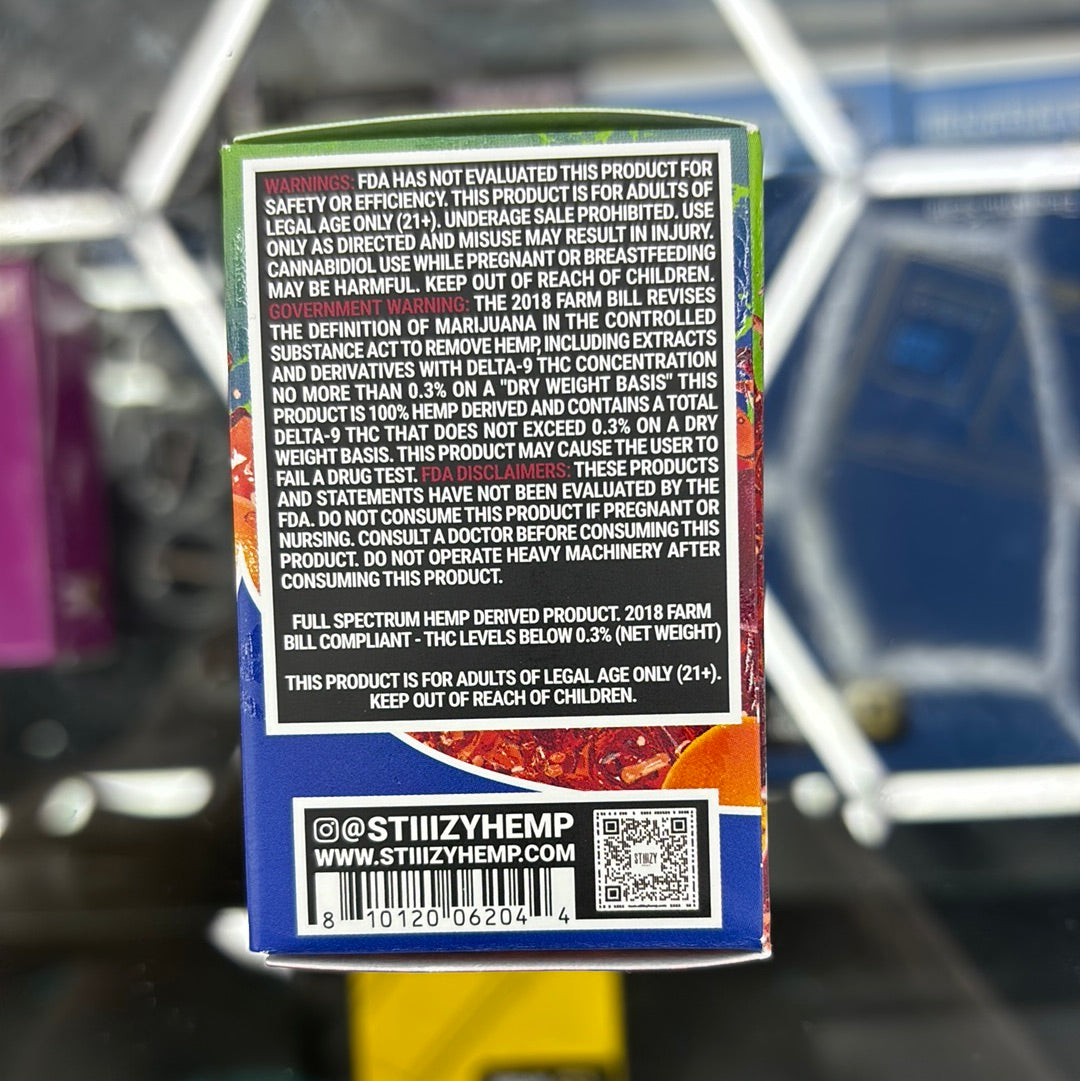 WARNINGS: FDA HAS NOT EVALUATED THIS PRODUCT FOR
SAFETY OR EFFICIENCY. THIS PRODUCT IS FOR ADULTS OF
LEGAL AGE ONLY (21+). UNDERAGE SALE PROHIBITED. USE
ONLY AS DIRECTED AND MISUSE MAY RESULT IN INJURY.
CANNABIDIOL USE WHILE PREGNANT OR BREASTFEEDING
MAY BE HARMFUL. KEEP OUT OF REACH OF CHILDREN.
GOVERNMENT WARNING: THE 2018 FARM BILL REVISES
THE DEFINITION OF MARIJUANA IN THE CONTROLLED
SUBSTANCE ACT TO REMOVE HEMP, INCLUDING EXTRACTS
AND DERIVATIVES WITH DELTA-9 THC CONCENTRATION
NO MORE THAN 0.3% ON A "DRY WEIGHT BASIS" THIS
PRODUCT IS 100% HEMP DERIVED AND CONTAINS A TOTAL
DELTA-9 THC THAT DOES NOT EXCEED 0.3% ON A DRY
WEIGHT BASIS. THIS PRODUCT MAY CAUSE THE USER TO
FAIL A DRUG TEST. FDA DISCLAIMERS: THESE PRODUCTS
AND STATEMENTS HAVE NOT BEEN EVALUATED BY THE
FDA. DO NOT CONSUME THIS PRODUCT IF PREGNANT OR
NURSING. CONSULT A DOCTOR BEFORE CONSUMING THIS
PRODUCT. DO NOT OPERATE HEAVY MACHINERY AFTER
CONSUMING THIS PRODUCT.
FULL SPECTRUM HEMP DERIVED PRODUCT. 2018 FARM
BILL COMPLIANT - THC LEVELS BELOW 0.3% (NET WEIGHT)
THIS PRODUCT IS FOR ADULTS OF LEGAL AGE ONLY (21+).
KEEP OUT OF REACH OF CHILDREN.
@STIIIZYHEMP
WWW.STIIIZYHEMP.COM
STIIIZY
8 10120 06204 4